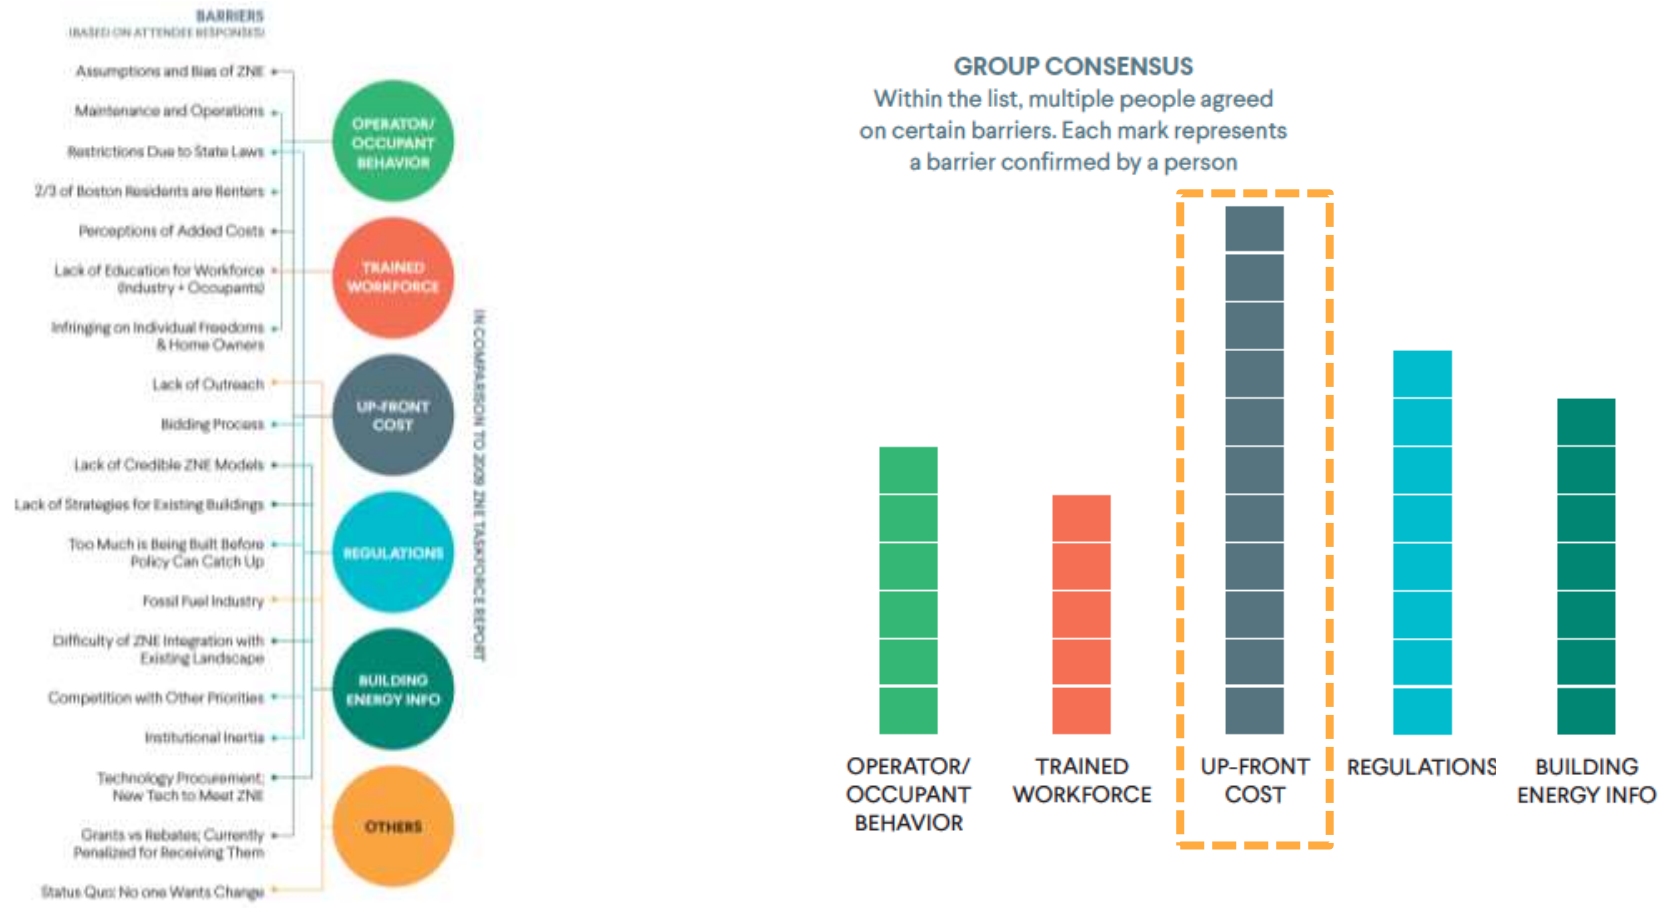 BARRIERS
(BASED ON ATTENDEE RESPONSES)
Assumptions and Bias of ZNE
Maintenance and Operations
Restrictions Due to State Laws
2/3 of Boston Residents are Renters
Perceptions of Added Costs
Lack of Education for Workforce
(Industry + Occupants)
Infringing on Individual Freedoms
& Home Owners
Lack of Outreach
Bidding Process
Lack of Credible ZNE Models
Lack of Strategies for Existing Buildings
Too Much is Being Built Before
Policy Can Catch Up
Fossil Fuel Industry
Difficulty of ZNE Integration with
Existing Landscape
Competition with Other Priorities
Institutional Inertia
Technology Procurement;
New Tech to Meet ZNE
Grants vs Rebates; Currently
Penalized for Receiving Them
Status Quo: No one Wants Change
OPERATOR/
OCCUPANT
BEHAVIOR
TRAINED
WORKFORCE
UP-FRONT
COST
REGULATIONS
BUILDING
ENERGY INFO
OTHERS
IN COMPARISON TO 2009 ZNE TASKFORCE REPORT
GROUP CONSENSUS
Within the list, multiple people agreed
on certain barriers. Each mark represents
a barrier confirmed by a person
OPERATOR/
OCCUPANT
BEHAVIOR
TRAINED
WORKFORCE
UP-FRONT
COST
REGULATIONS
BUILDING
ENERGY INFO